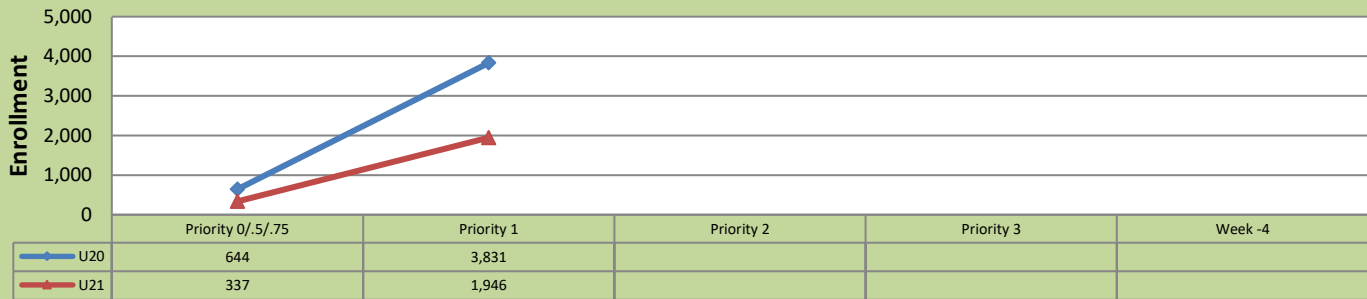 5,000
4,000
3,000
2,000
1,000
0
Enrollment
Priority 0/.5/.75 Priority 1 Priority 2 Priority 3 Week -4
U20 644 3,831
U21 337 1,946